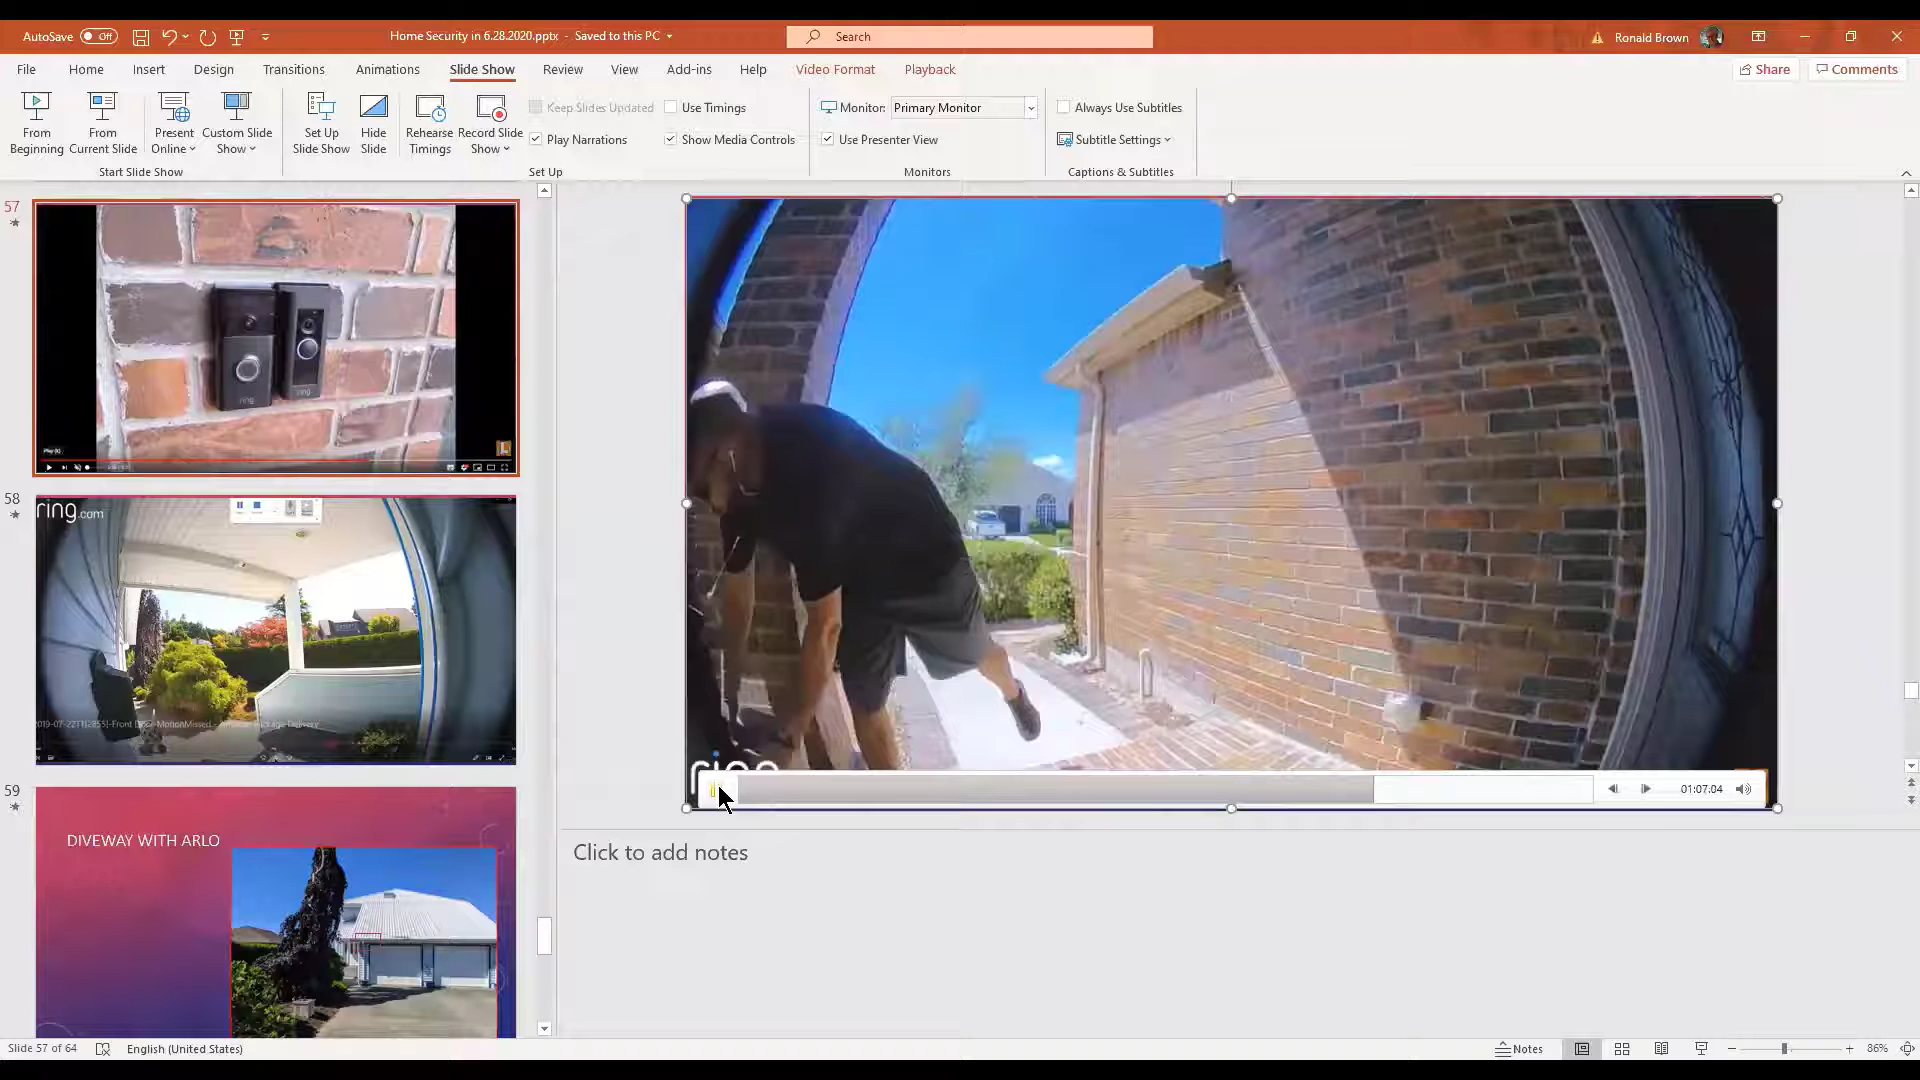 AutoSave Off
Home Security in 6.28.2020.pptx - Saved to this PC
Search
Ronald Brown
File Home Insert Design Transitions Animations Slide Show Review View Add-ins Help Video Format Playback
Share Comments
From Beginning
From Current Slide
Present Online
Custom Slide Show
Set Up Slide Show
Hide Slide
Rehearse Timings
Record Slide Show
Keep Slides Updated
Play Narrations
Use Timings
Show Media Controls
Monitor: Primary Monitor
Use Presenter View
Always Use Subtitles
Subtitle Settings
Start Slide Show
Set Up
Monitors
Captions & Subtitles
57
ring
ring
58
ring.com
59
DIVEWAY WITH ARLO
ring
01:07.04
Click to add notes
Slide 57 of 64
English (United States)
Notes
86%